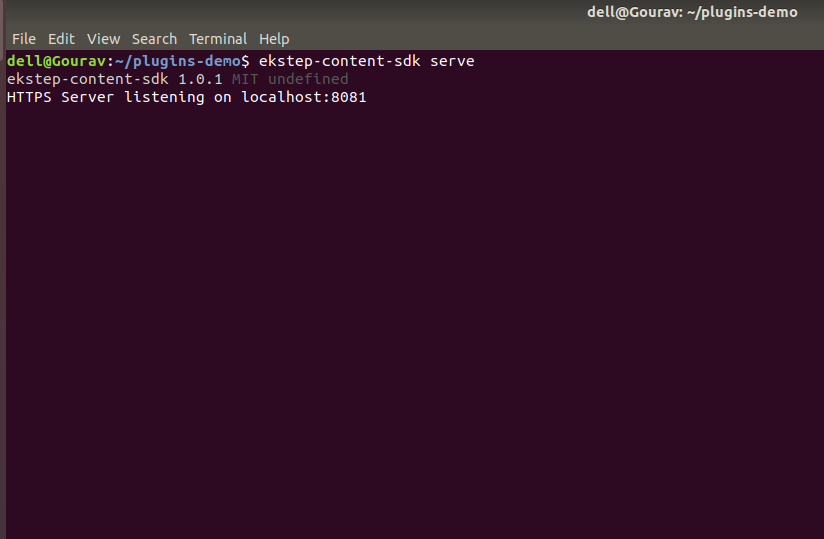 dell@Gourav: ~/plugins-demo
File Edit View Search Terminal Help
dell@Gourav:~/plugins-demo$ ekstep-content-sdk serve
ekstep-content-sdk 1.0.1 MIT undefined
HTTPS Server listening on localhost:8081